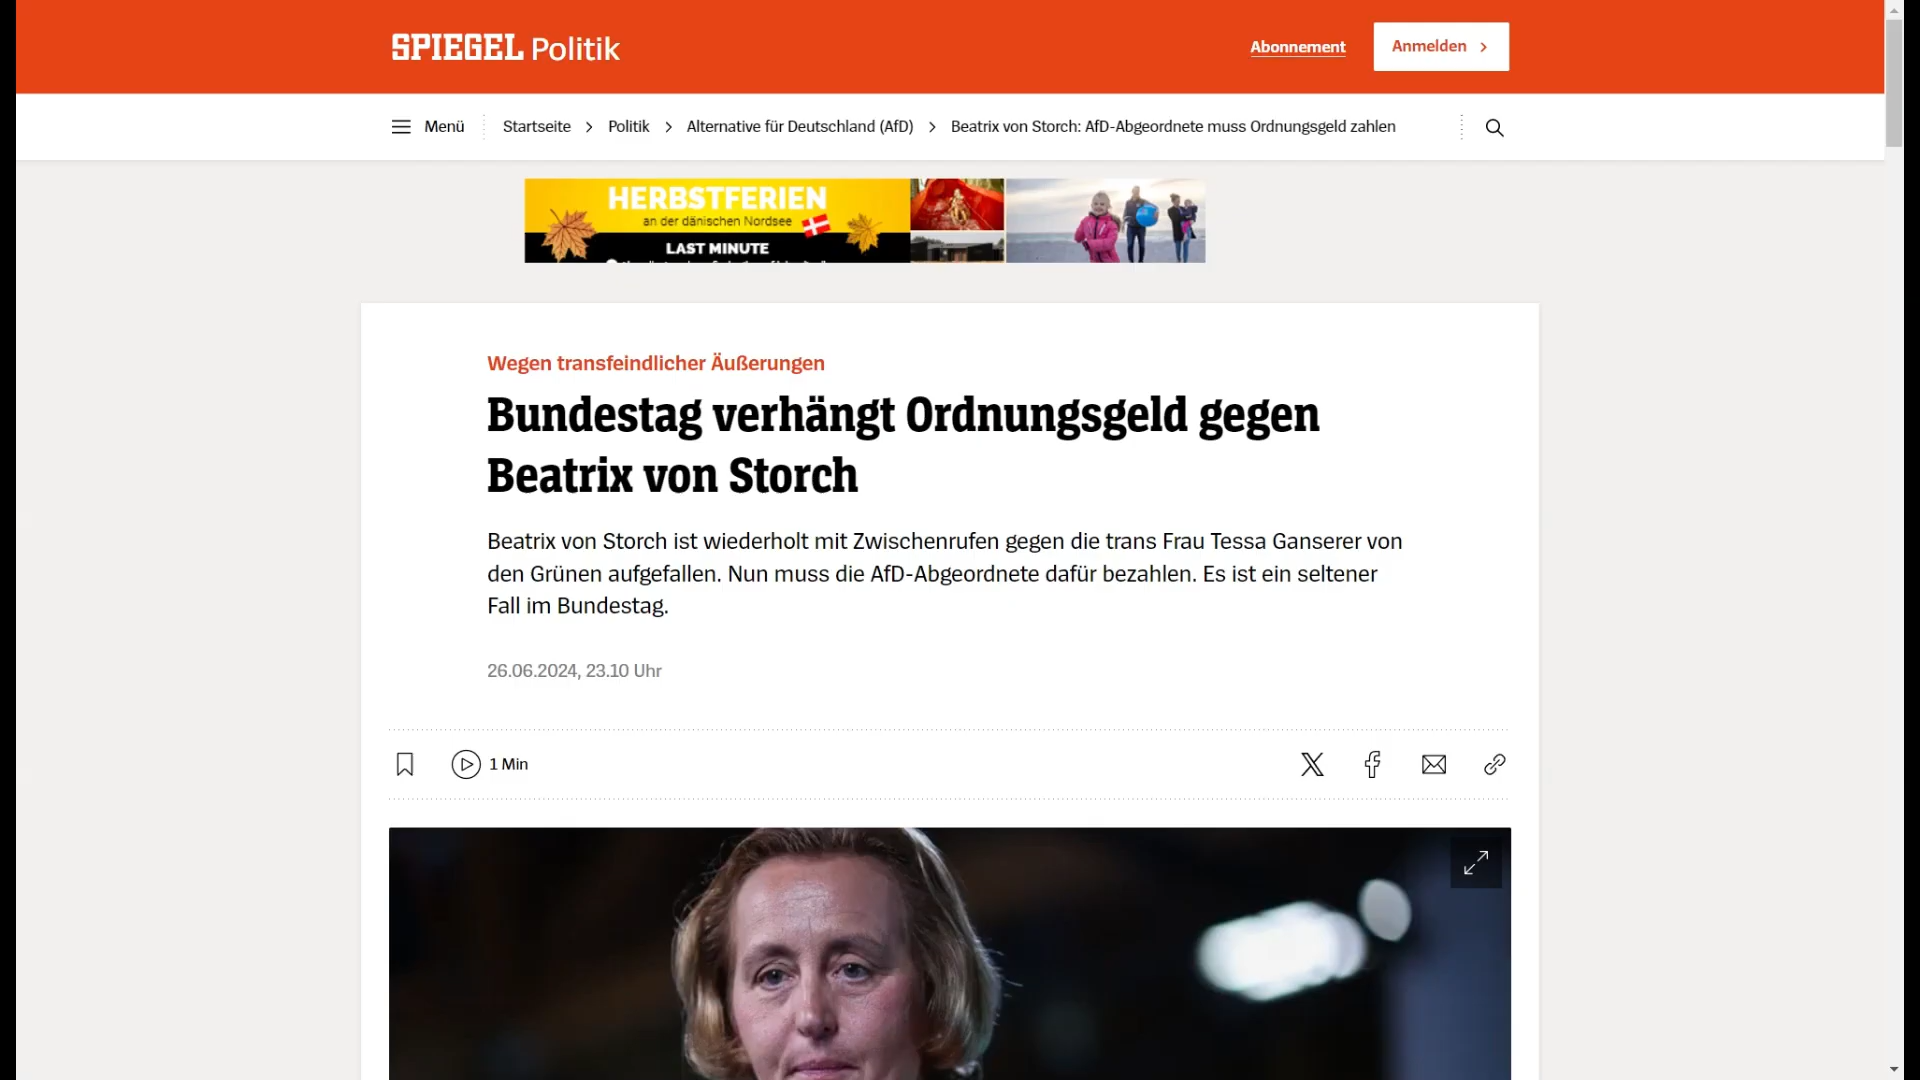 SPIEGEL Politik
Abonnement
Anmelden
Menü
Startseite
Politik
Alternative für Deutschland (AfD)
Beatrix von Storch: AfD-Abgeordnete muss Ordnungsgeld zahlen
HERBSTFERIEN
an der dänischen Nordsee
LAST MINUTE
Wegen transfeindlicher Äußerungen
Bundestag verhängt Ordnungsgeld gegen
Beatrix von Storch
Beatrix von Storch ist wiederholt mit Zwischenrufen gegen die trans Frau Tessa Ganserer von
den Grünen aufgefallen. Nun muss die AfD-Abgeordnete dafür bezahlen. Es ist ein seltener
Fall im Bundestag.
26.06.2024, 23.10 Uhr
1 Min